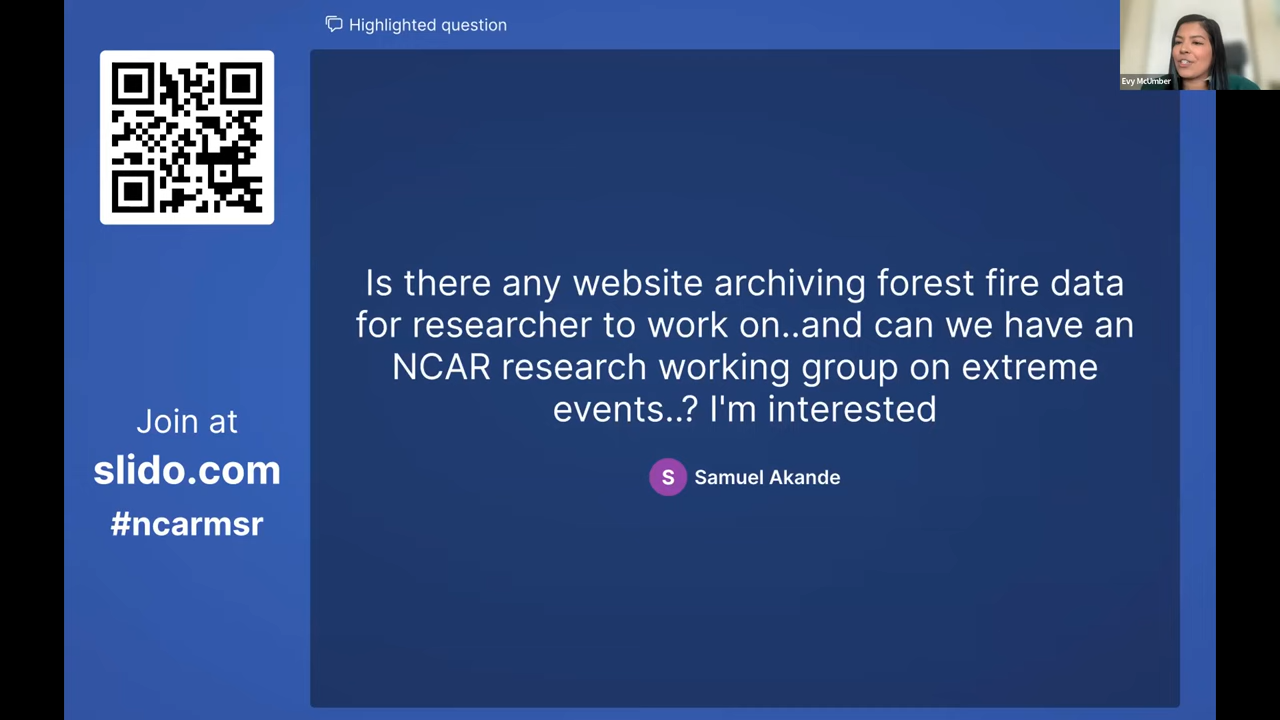 Highlighted question
Evy McUmber
Is there any website archiving forest fire data
for researcher to work on..and can we have an
NCAR research working group on extreme
events..? I'm interested
S Samuel Akande
Join at
slido.com
#ncarmsr